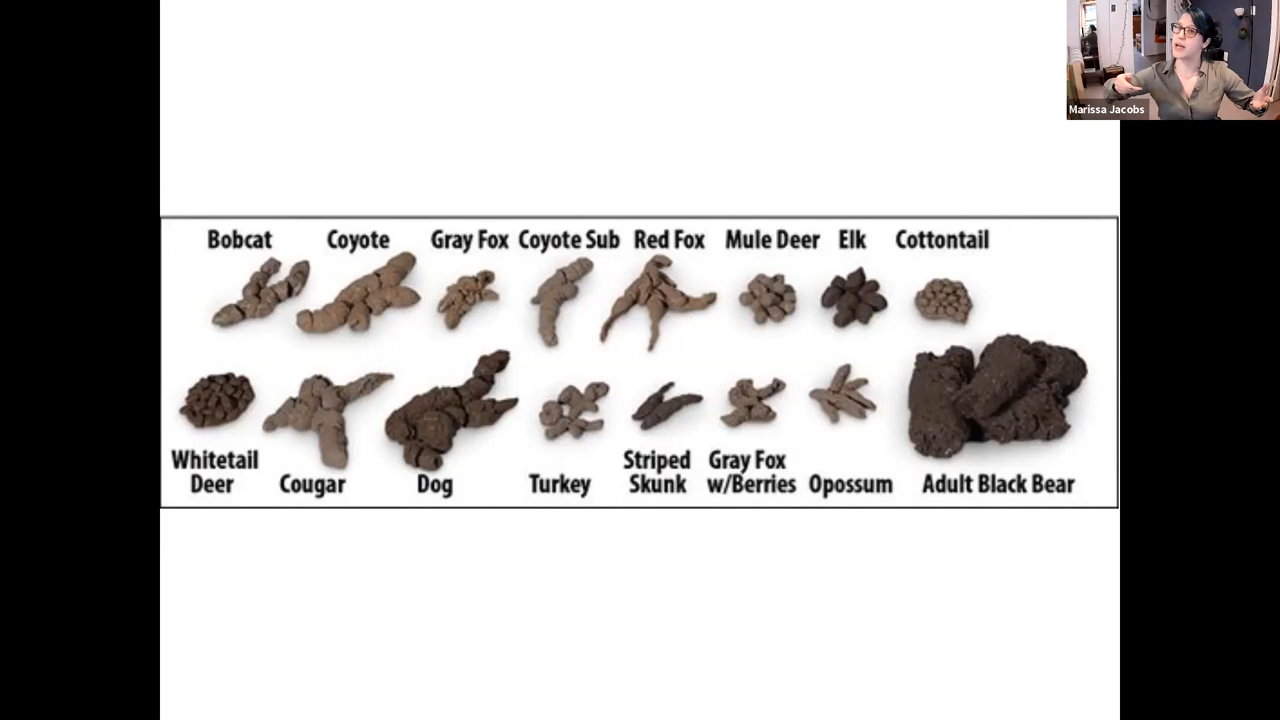 Marissa Jacobs
Bobcat Coyote Gray Fox Coyote Sub Red Fox Mule Deer Elk Cottontail
Whitetail
Deer
Cougar
Dog
Turkey
Striped
Skunk
Gray Fox
w/Berries
Opossum
Adult Black Bear